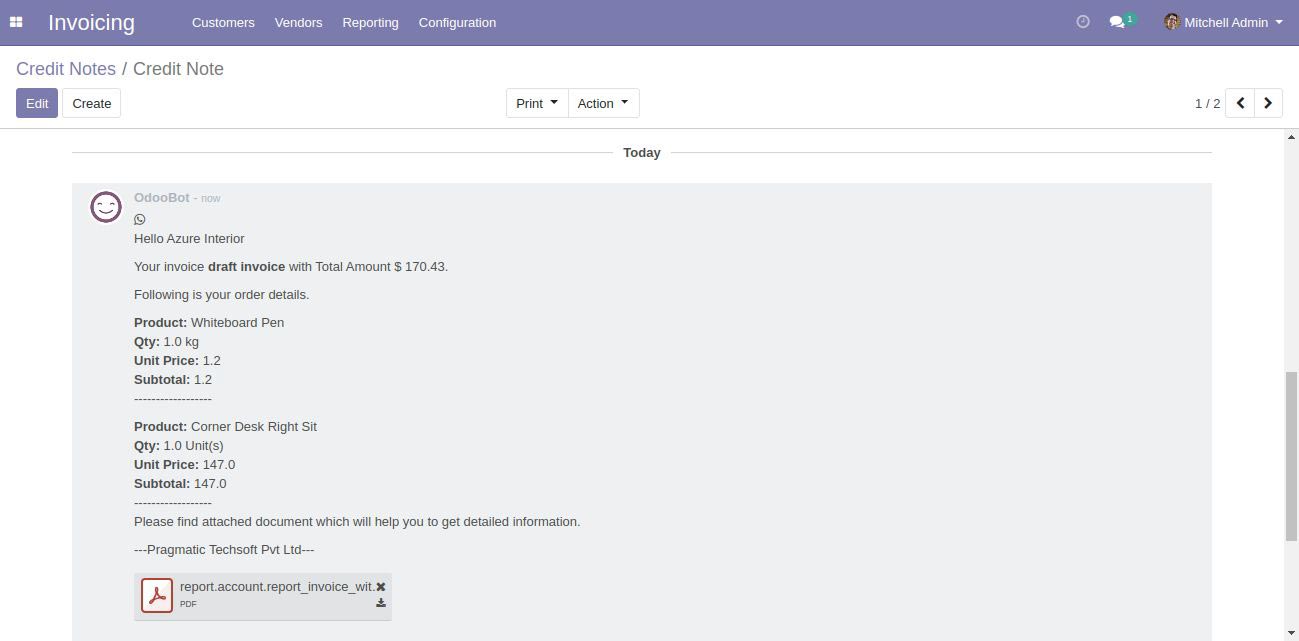 Invoicing Customers Vendors Reporting Configuration 1 Mitchell Admin
Credit Notes / Credit Note
Edit Create Print Action 1 / 2
Today
OdooBot - now
Hello Azure Interior
Your invoice draft invoice with Total Amount $ 170.43.
Following is your order details.
Product: Whiteboard Pen
Qty: 1.0 kg
Unit Price: 1.2
Subtotal: 1.2
------------------
Product: Corner Desk Right Sit
Qty: 1.0 Unit(s)
Unit Price: 147.0
Subtotal: 147.0
------------------
Please find attached document which will help you to get detailed information.
---Pragmatic Techsoft Pvt Ltd---
report.account.report_invoice_wit.
PDF